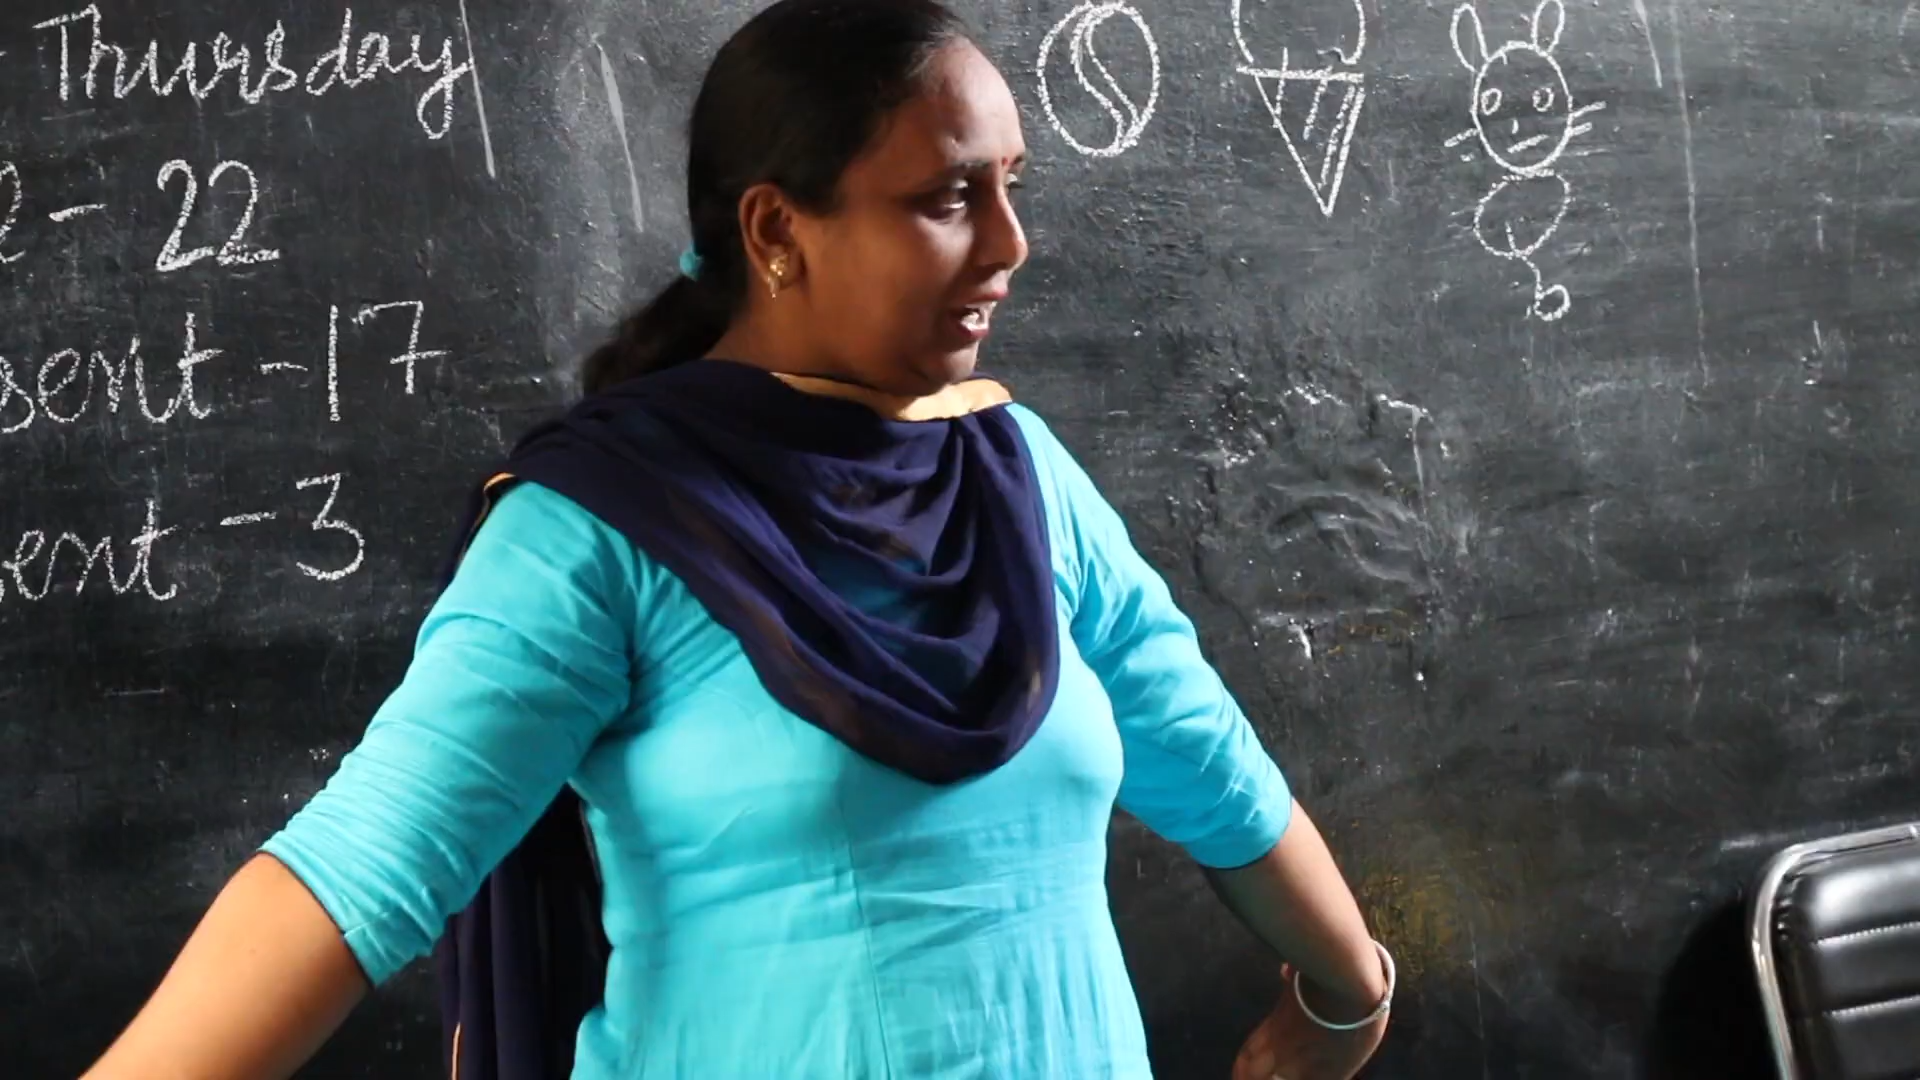 Thursday
- 22
sent - 17
sent - 3